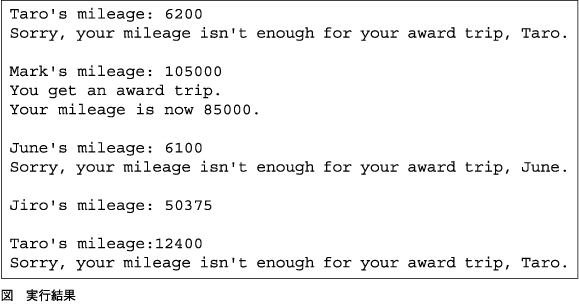 Taro's mileage: 6200
Sorry, your mileage isn't enough for your award trip, Taro.
Mark's mileage: 105000
You get an award trip.
Your mileage is now 85000.
June's mileage: 6100
Sorry, your mileage isn't enough for your award trip, June.
Jiro's mileage: 50375
Taro's mileage:12400
Sorry, your mileage isn't enough for your award trip, Taro.
図　実行結果